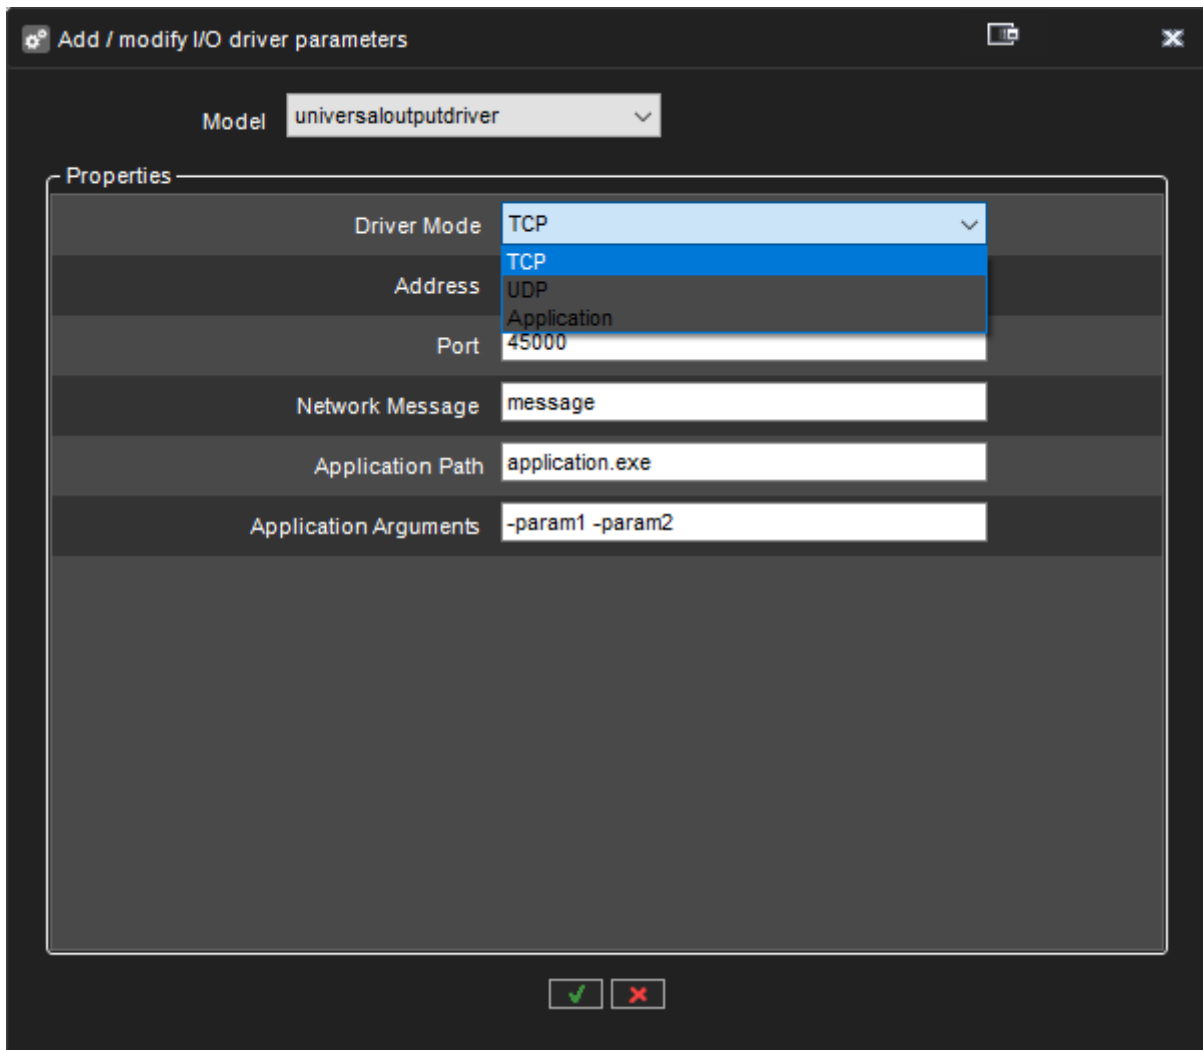 Add / modify I/O driver parameters
Model universaloutputdriver
Properties
Driver Mode TCP
TCP
Address UDP
Application
Port 45000
Network Message message
Application Path application.exe
Application Arguments -param1 -param2